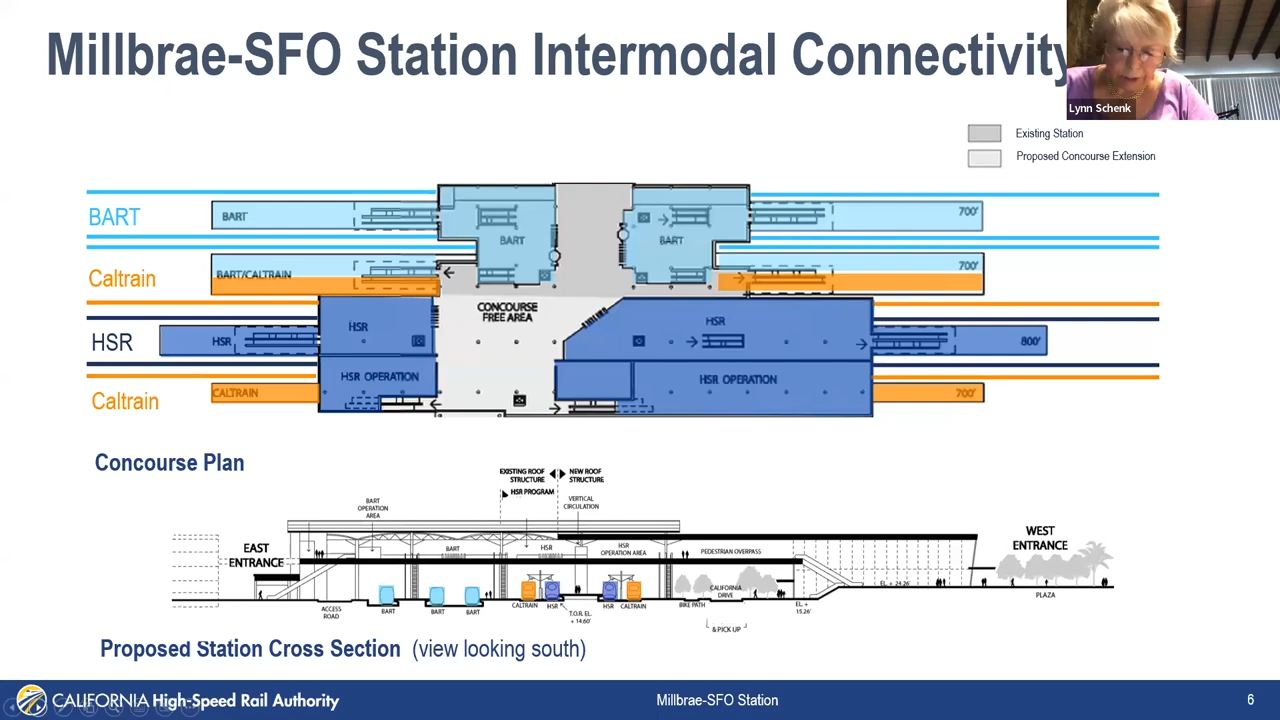 Millbrae-SFO Station Intermodal Connectivity
Lynn Schenk
Existing Station
Proposed Concourse Extension
BART
BART
BART
BART
700'
Caltrain
BART/CALTRAIN
700'
CONCOURSE
FREE AREA
HSR
HSR
HSR
HSR
800'
HSR OPERATION
HSR OPERATION
Caltrain
CALTRAIN
700'
Concourse Plan
EXISTING ROOF
STRUCTURE
NEW ROOF
STRUCTURE
HSR PROGRAM
VERTICAL
CIRCULATION
BART
OPERATION
AREA
EAST
ENTRANCE
BART
HSR
HSR
OPERATION AREA
PEDESTRIAN OVERPASS
WEST
ENTRANCE
ACCESS
ROAD
BART
BART
BART
CALTRAIN
HSR
T.O.R. EL.
+ 14.60'
HSR
CALTRAIN
BIKE PATH
CALIFORNIA
DRIVE
& PICK UP
EL +
15.26'
EL. + 24.26'
PLAZA
Proposed Station Cross Section (view looking south)
CALIFORNIA High-Speed Rail Authority
Millbrae-SFO Station
6